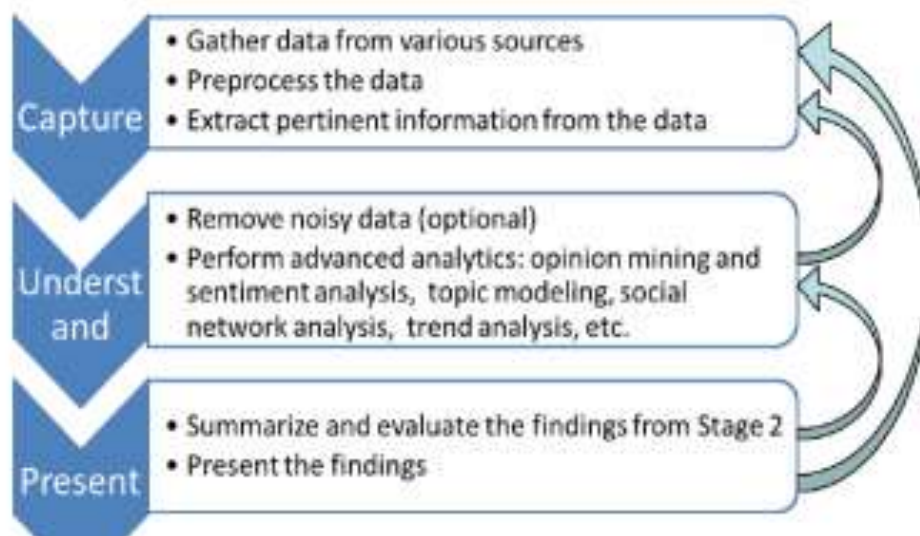 Capture
• Gather data from various sources
• Preprocess the data
• Extract pertinent information from the data
Underst
and
• Remove noisy data (optional)
• Perform advanced analytics: opinion mining and
sentiment analysis, topic modeling, social
network analysis, trend analysis, etc.
Present
• Summarize and evaluate the findings from Stage 2
• Present the findings